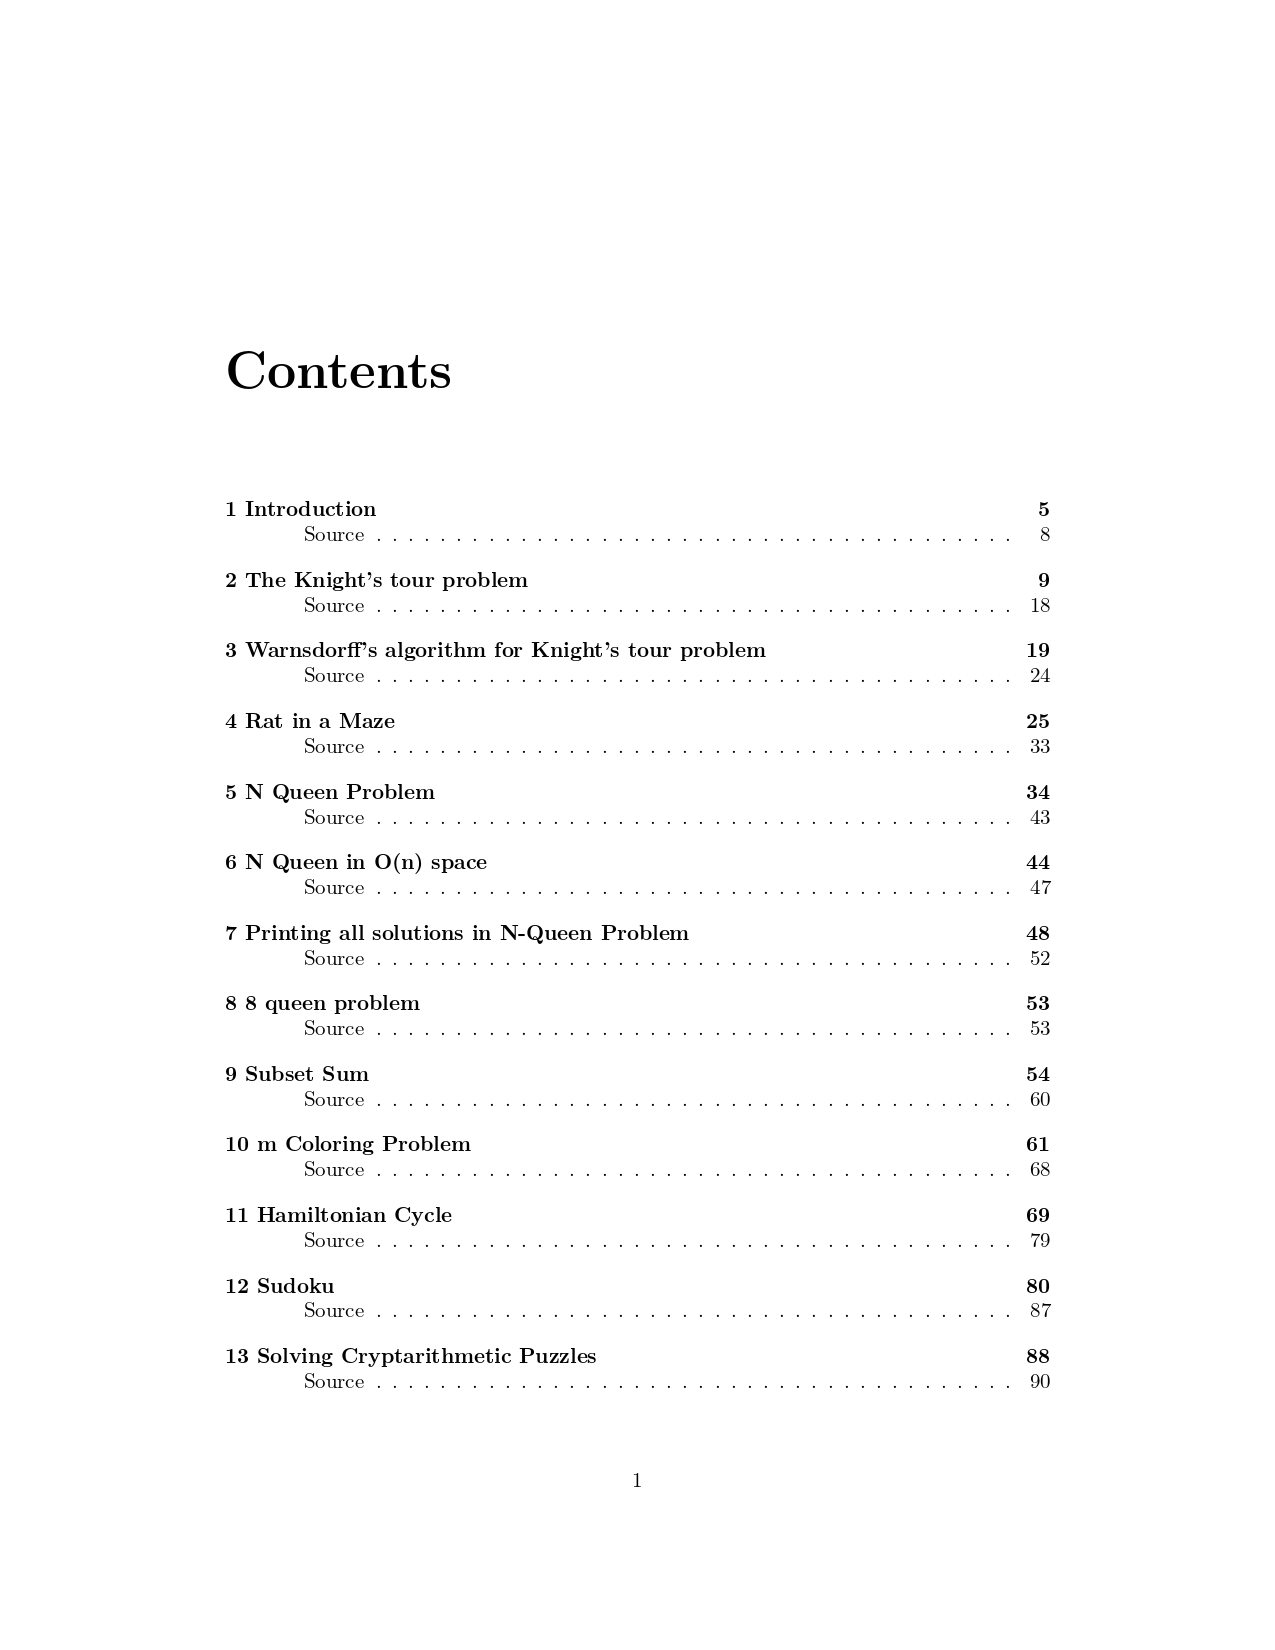 Contents
1 Introduction 5
Source . . . . . . . . . . . . . . . . . . . . . . . . . . . . . . . . . . . . . . . . 8
2 The Knight's tour problem 9
Source . . . . . . . . . . . . . . . . . . . . . . . . . . . . . . . . . . . . . . . . 18
3 Warnsdorff's algorithm for Knight's tour problem 19
Source . . . . . . . . . . . . . . . . . . . . . . . . . . . . . . . . . . . . . . . . 24
4 Rat in a Maze 25
Source . . . . . . . . . . . . . . . . . . . . . . . . . . . . . . . . . . . . . . . . 33
5 N Queen Problem 34
Source . . . . . . . . . . . . . . . . . . . . . . . . . . . . . . . . . . . . . . . . 43
6 N Queen in O(n) space 44
Source . . . . . . . . . . . . . . . . . . . . . . . . . . . . . . . . . . . . . . . . 47
7 Printing all solutions in N-Queen Problem 48
Source . . . . . . . . . . . . . . . . . . . . . . . . . . . . . . . . . . . . . . . . 52
8 8 queen problem 53
Source . . . . . . . . . . . . . . . . . . . . . . . . . . . . . . . . . . . . . . . . 53
9 Subset Sum 54
Source . . . . . . . . . . . . . . . . . . . . . . . . . . . . . . . . . . . . . . . . 60
10 m Coloring Problem 61
Source . . . . . . . . . . . . . . . . . . . . . . . . . . . . . . . . . . . . . . . . 68
11 Hamiltonian Cycle 69
Source . . . . . . . . . . . . . . . . . . . . . . . . . . . . . . . . . . . . . . . . 79
12 Sudoku 80
Source . . . . . . . . . . . . . . . . . . . . . . . . . . . . . . . . . . . . . . . . 87
13 Solving Cryptarithmetic Puzzles 88
Source . . . . . . . . . . . . . . . . . . . . . . . . . . . . . . . . . . . . . . . . 90
1